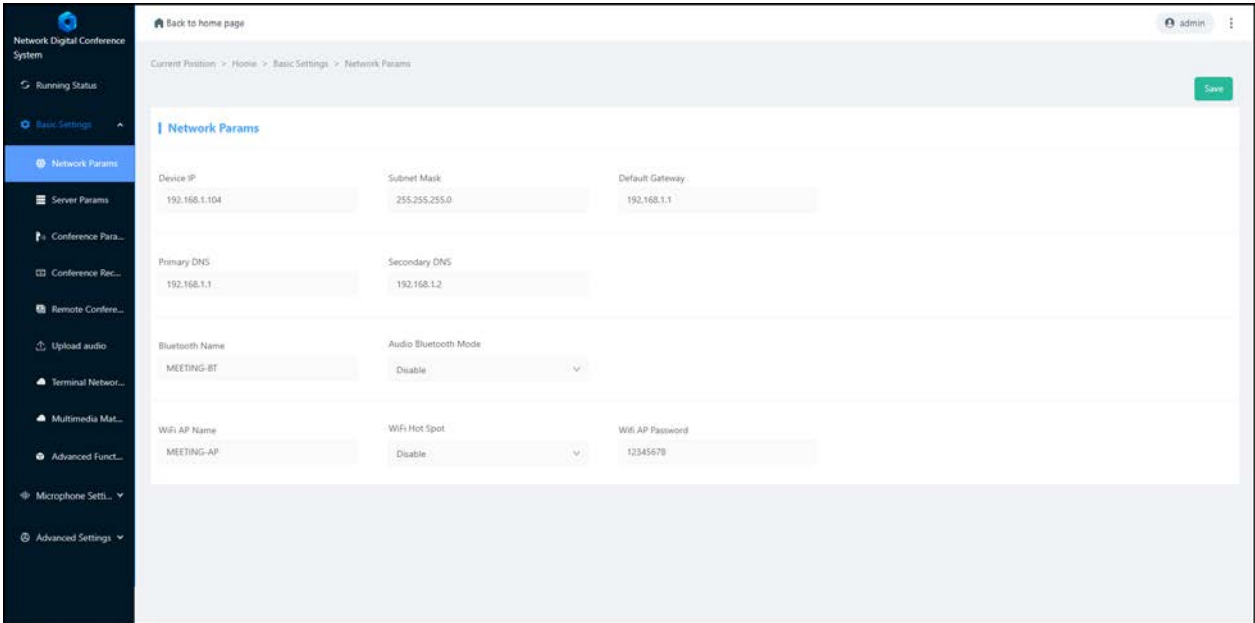 Network Digital Conference
System
Running Status
Basic Settings
Network Params
Server Params
Conference Para...
Conference Rec...
Remote Confere...
Upload audio
Terminal Networ...
Multimedia Mat...
Advanced Funct...
Microphone Setti...
Advanced Settings
Back to home page
admin
Current Position > Home > Basic Settings > Network Params
Save
Network Params
Device IP
Subnet Mask
Default Gateway
192.168.1.104
255.255.255.0
192.168.1.1
Primary DNS
Secondary DNS
192.168.1.1
192.168.1.2
Bluetooth Name
Audio Bluetooth Mode
MEETING-BT
Disable
WiFi AP Name
WiFi Hot Spot
Wifi AP Password
MEETING-AP
Disable
12345678